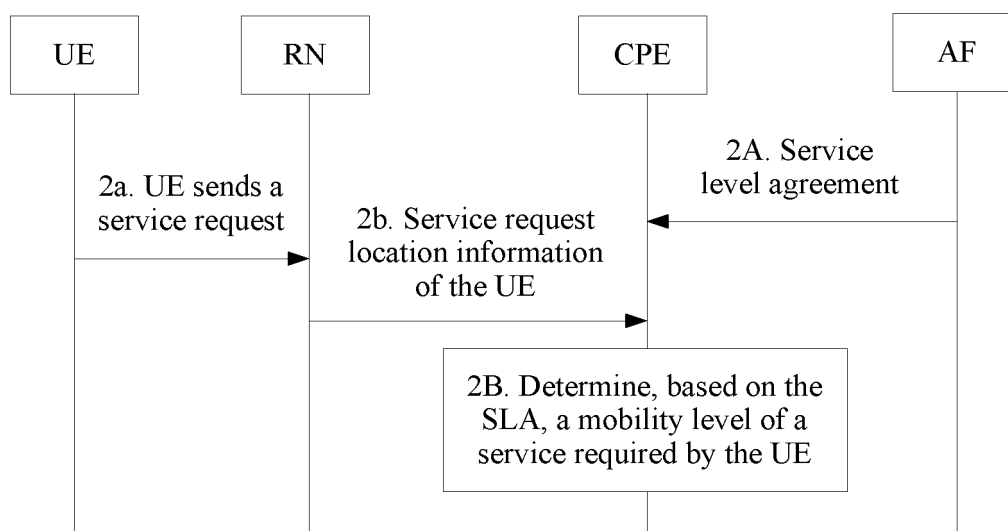 UE
RN
CPE
AF
2A. Service
level agreement
2a. UE sends a
service request
2b. Service request
location information
of the UE
2B. Determine, based on the
SLA, a mobility level of a
service required by the UE